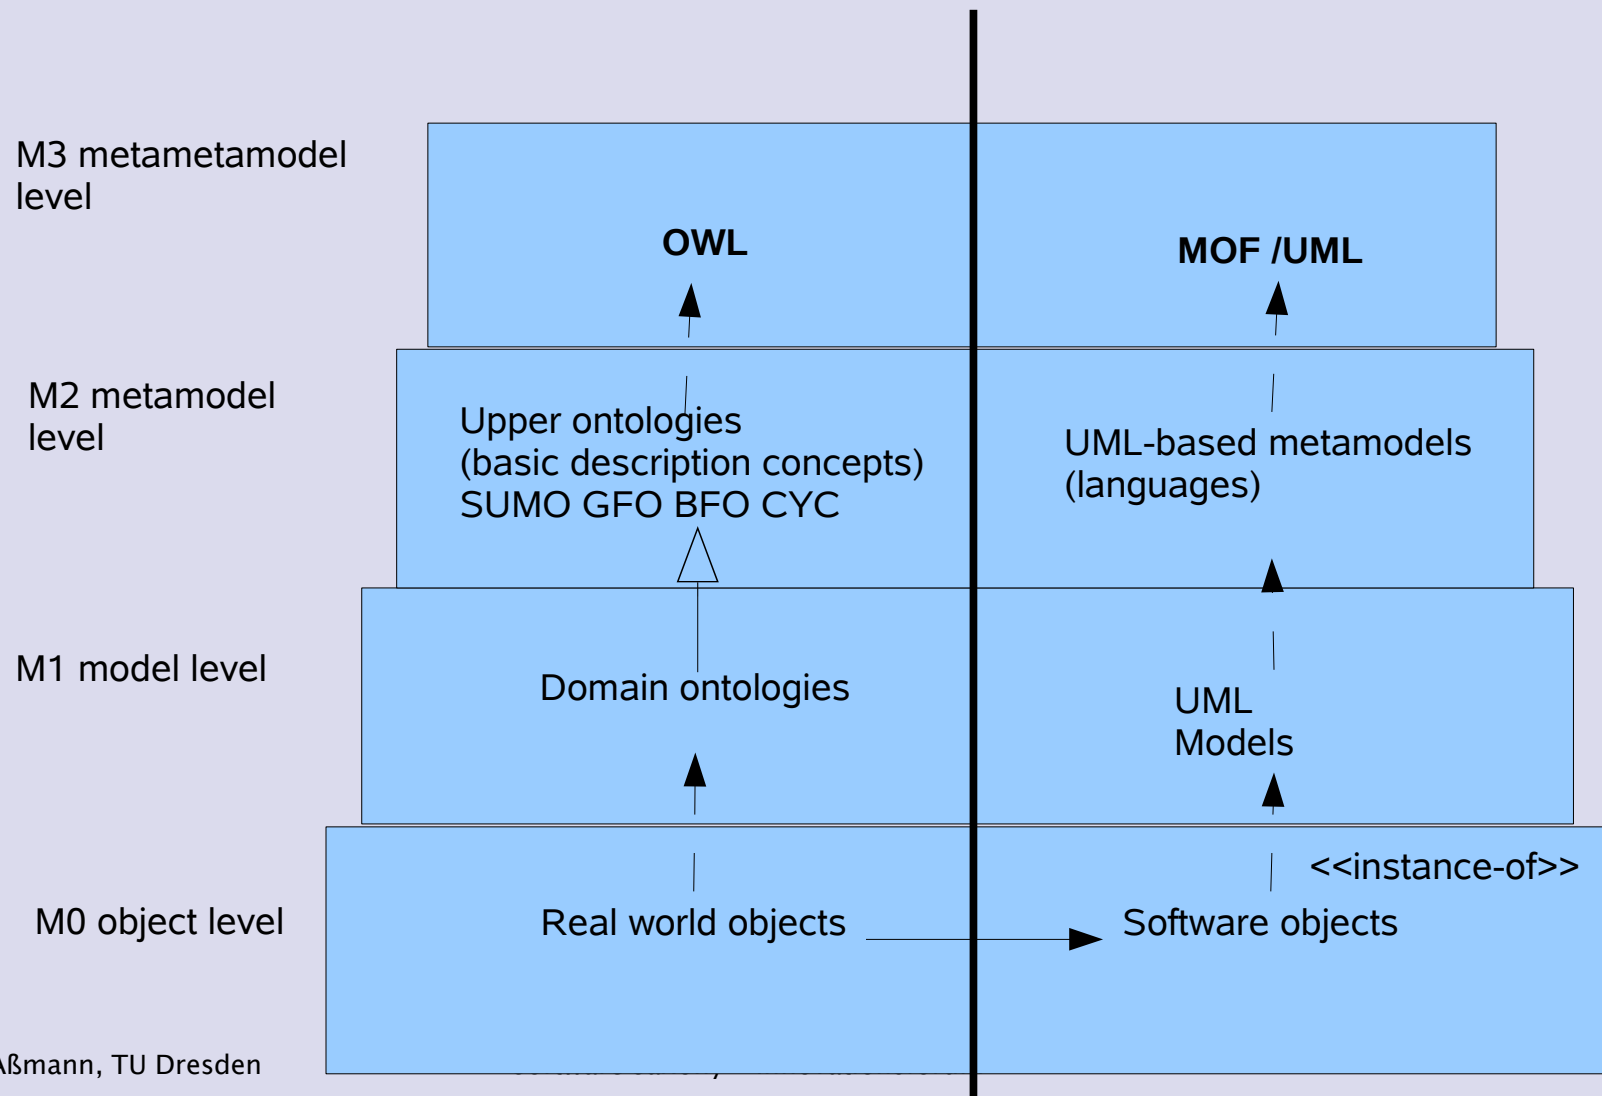 M3 metametamodel
level
OWL
MOF /UML
M2 metamodel
level
Upper ontologies
(basic description concepts)
SUMO GFO BFO CYC
UML-based metamodels
(languages)
M1 model level
Domain ontologies
UML
Models
<<instance-of>>
M0 object level
Real world objects
Software objects
Aßmann, TU Dresden